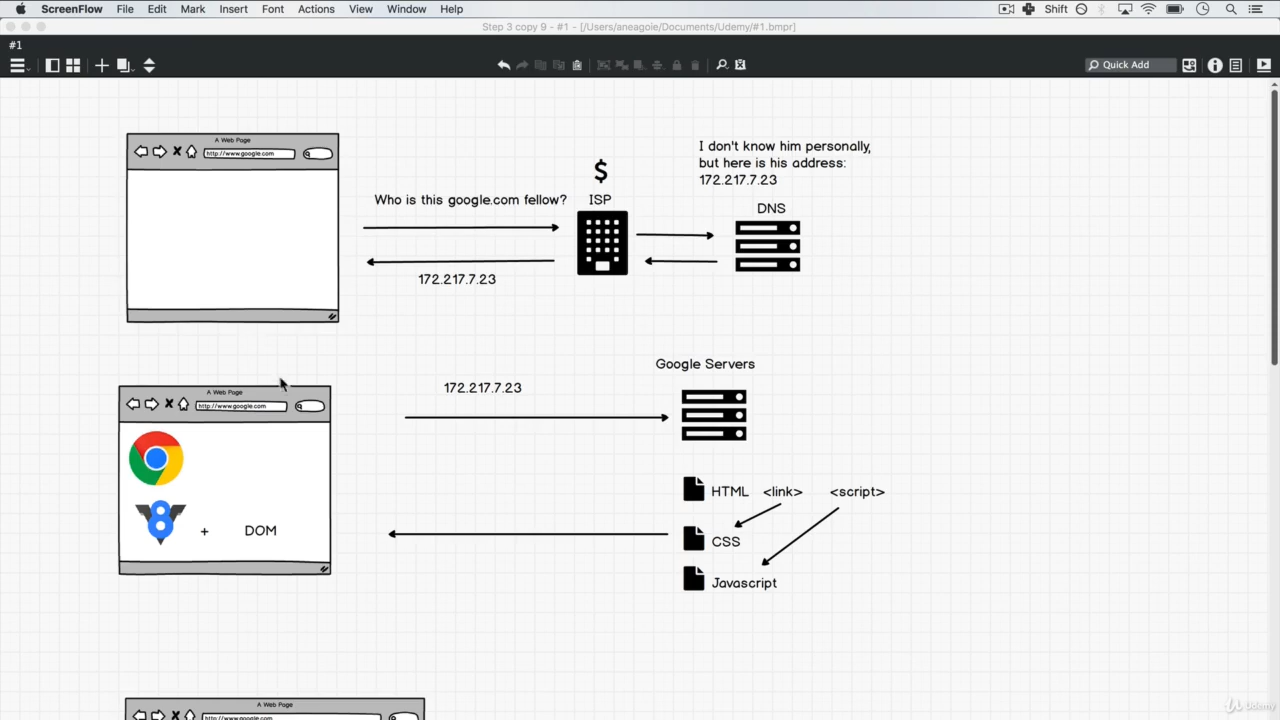 ScreenFlow File Edit Mark Insert Font Actions View Window Help Shift
Step 3 copy 9 - #1 - [/Users/aneagoie/Documents/Udemy/#1.bmpr]
#1
Quick Add
A Web Page
http://www.google.com
Who is this google.com fellow?
172.217.7.23
$
ISP
I don't know him personally,
but here is his address:
172.217.7.23
DNS
A Web Page
http://www.google.com
8
+ DOM
172.217.7.23
Google Servers
HTML <link> <script>
CSS
Javascript
A Web Page
http://www.google.com
Udemy